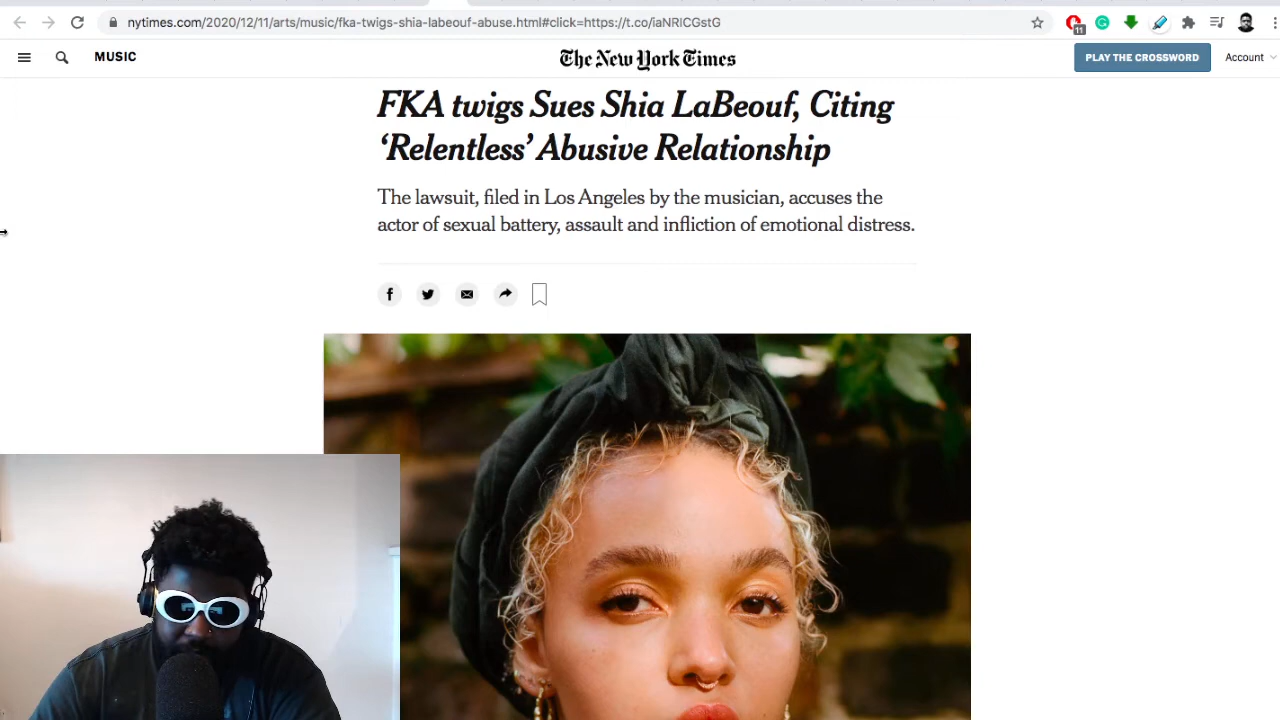 nytimes.com/2020/12/11/arts/music/fka-twigs-shia-labeouf-abuse.html#click=https://t.co/iaNRICGstG
11
MUSIC
The New York Times
PLAY THE CROSSWORD
Account
FKA twigs Sues Shia LaBeouf, Citing
‘Relentless’ Abusive Relationship
The lawsuit, filed in Los Angeles by the musician, accuses the
actor of sexual battery, assault and infliction of emotional distress.